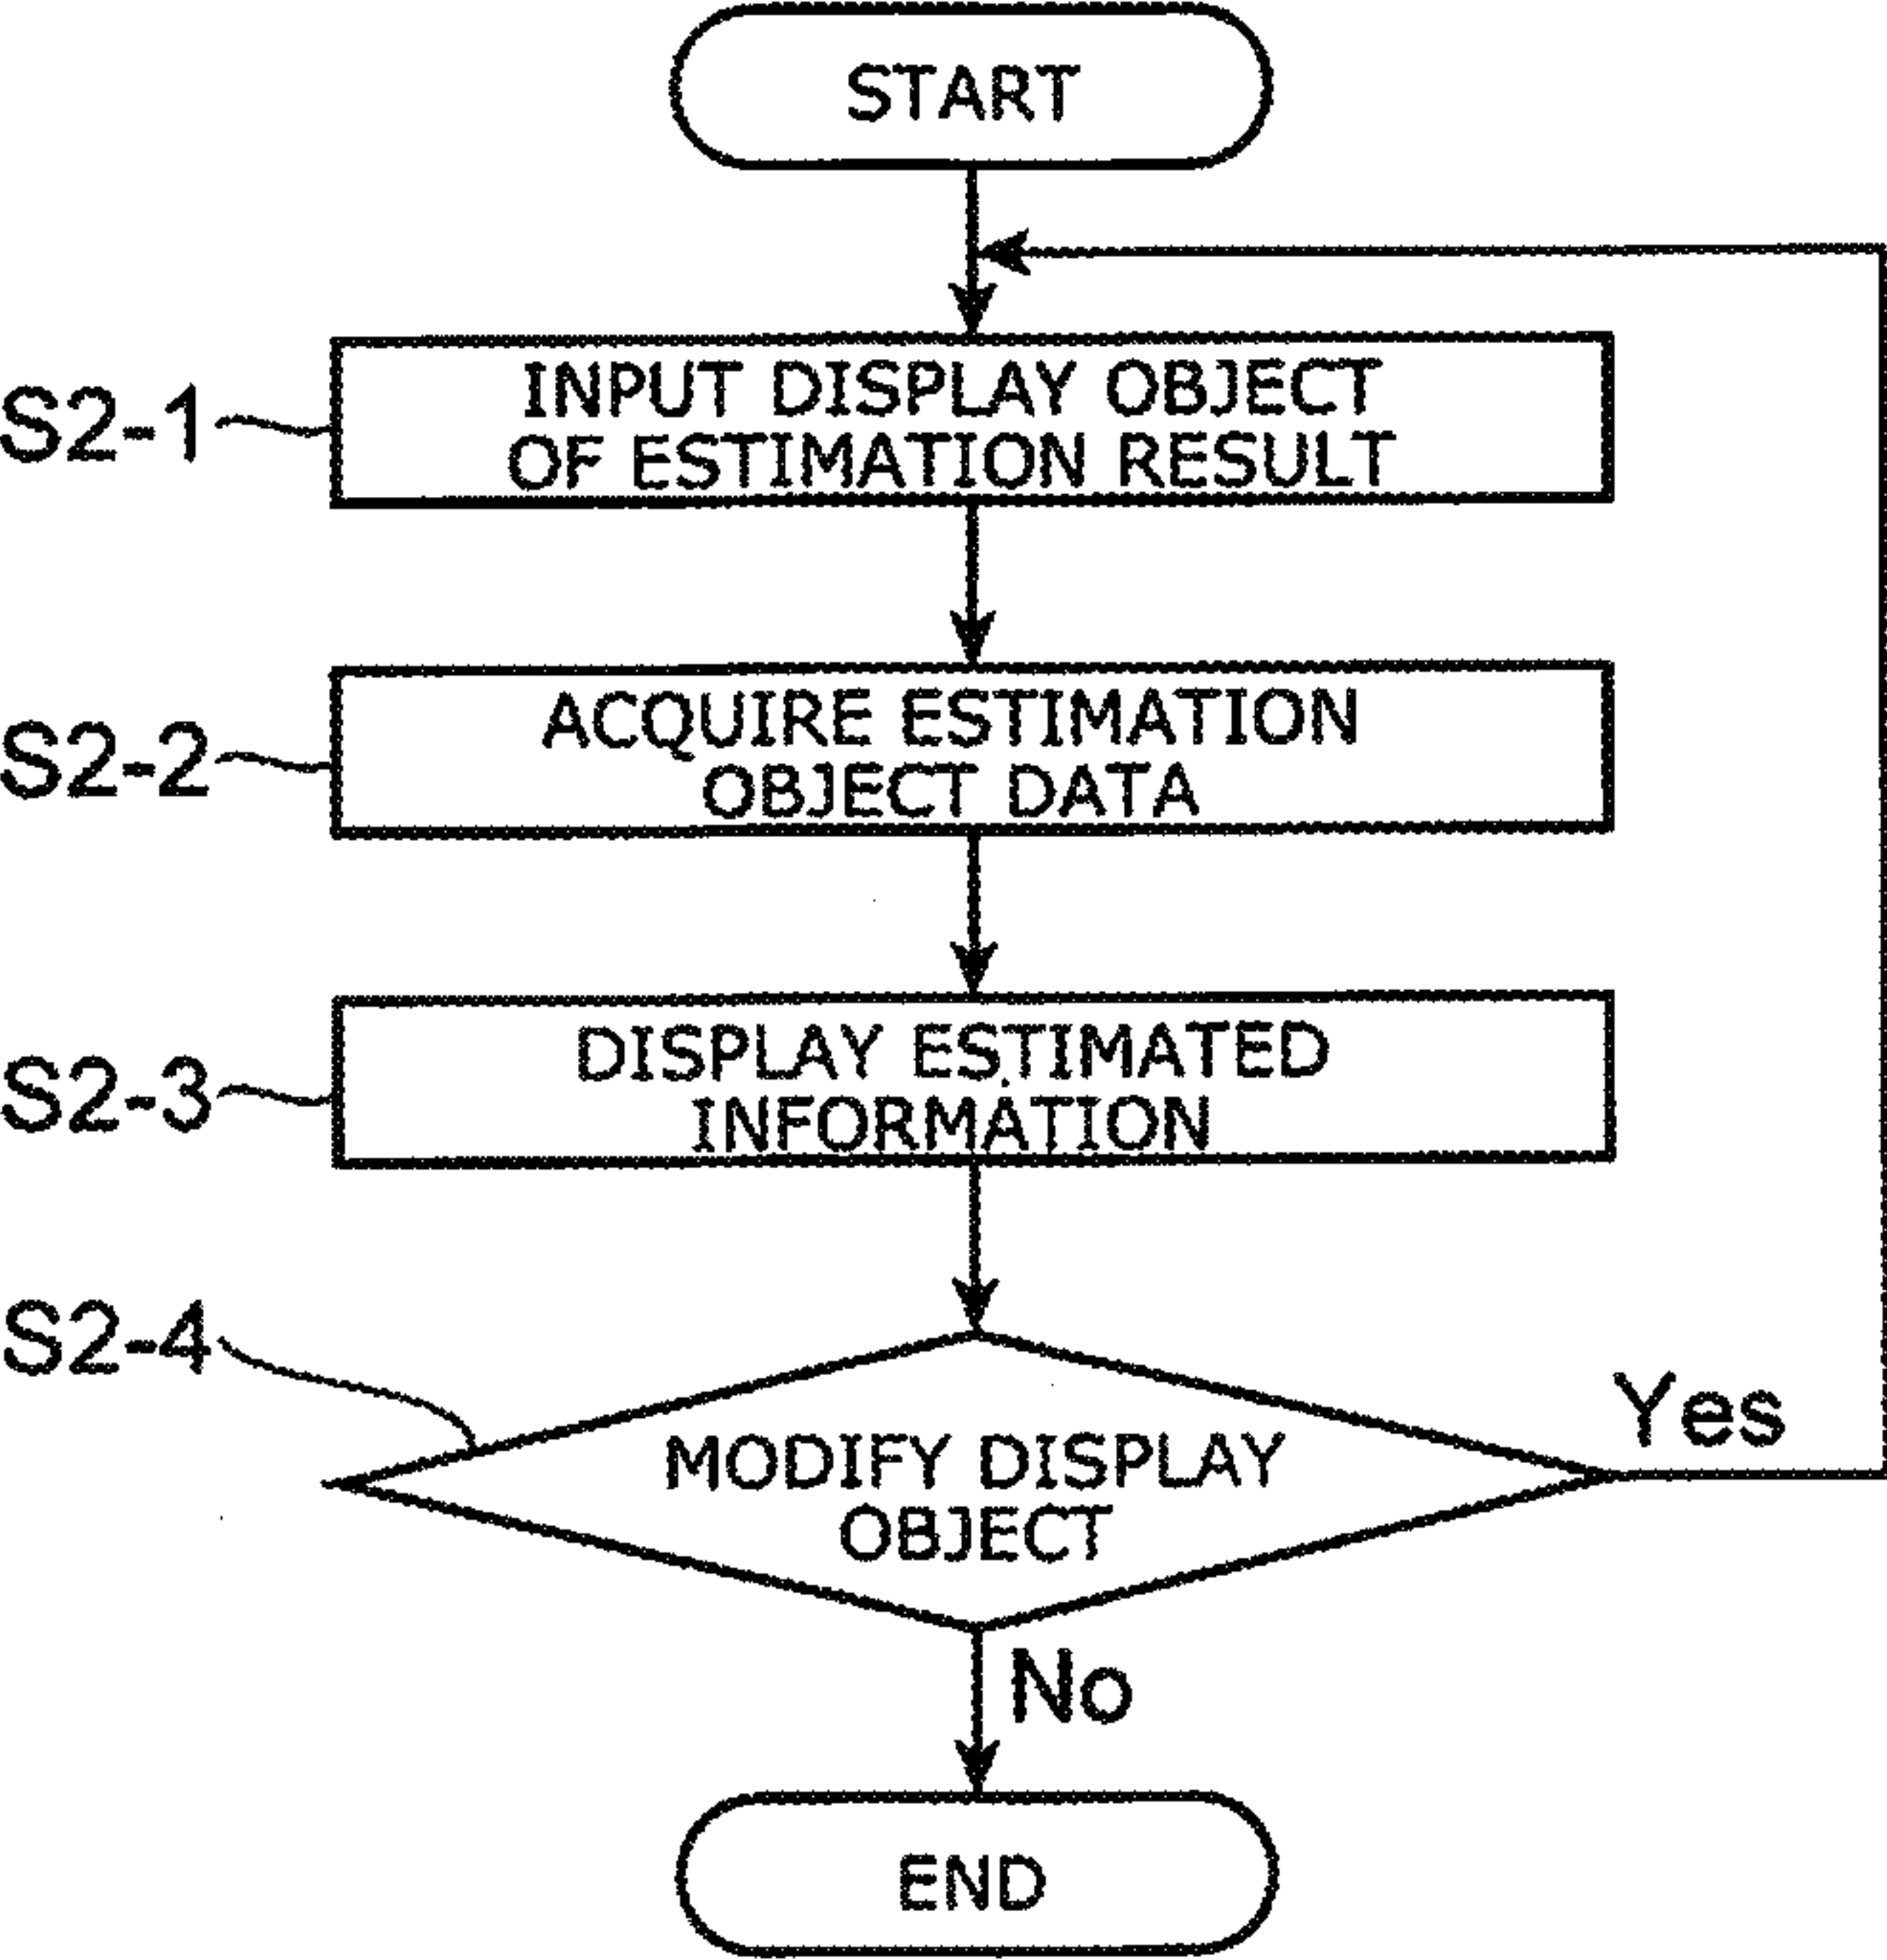 START
S2-1
INPUT DISPLAY OBJECT
OF ESTIMATION RESULT
S2-2
ACQUIRE ESTIMATION
OBJECT DATA
S2-3
DISPLAY ESTIMATED
INFORMATION
S2-4
MODIFY DISPLAY
OBJECT
Yes
No
END